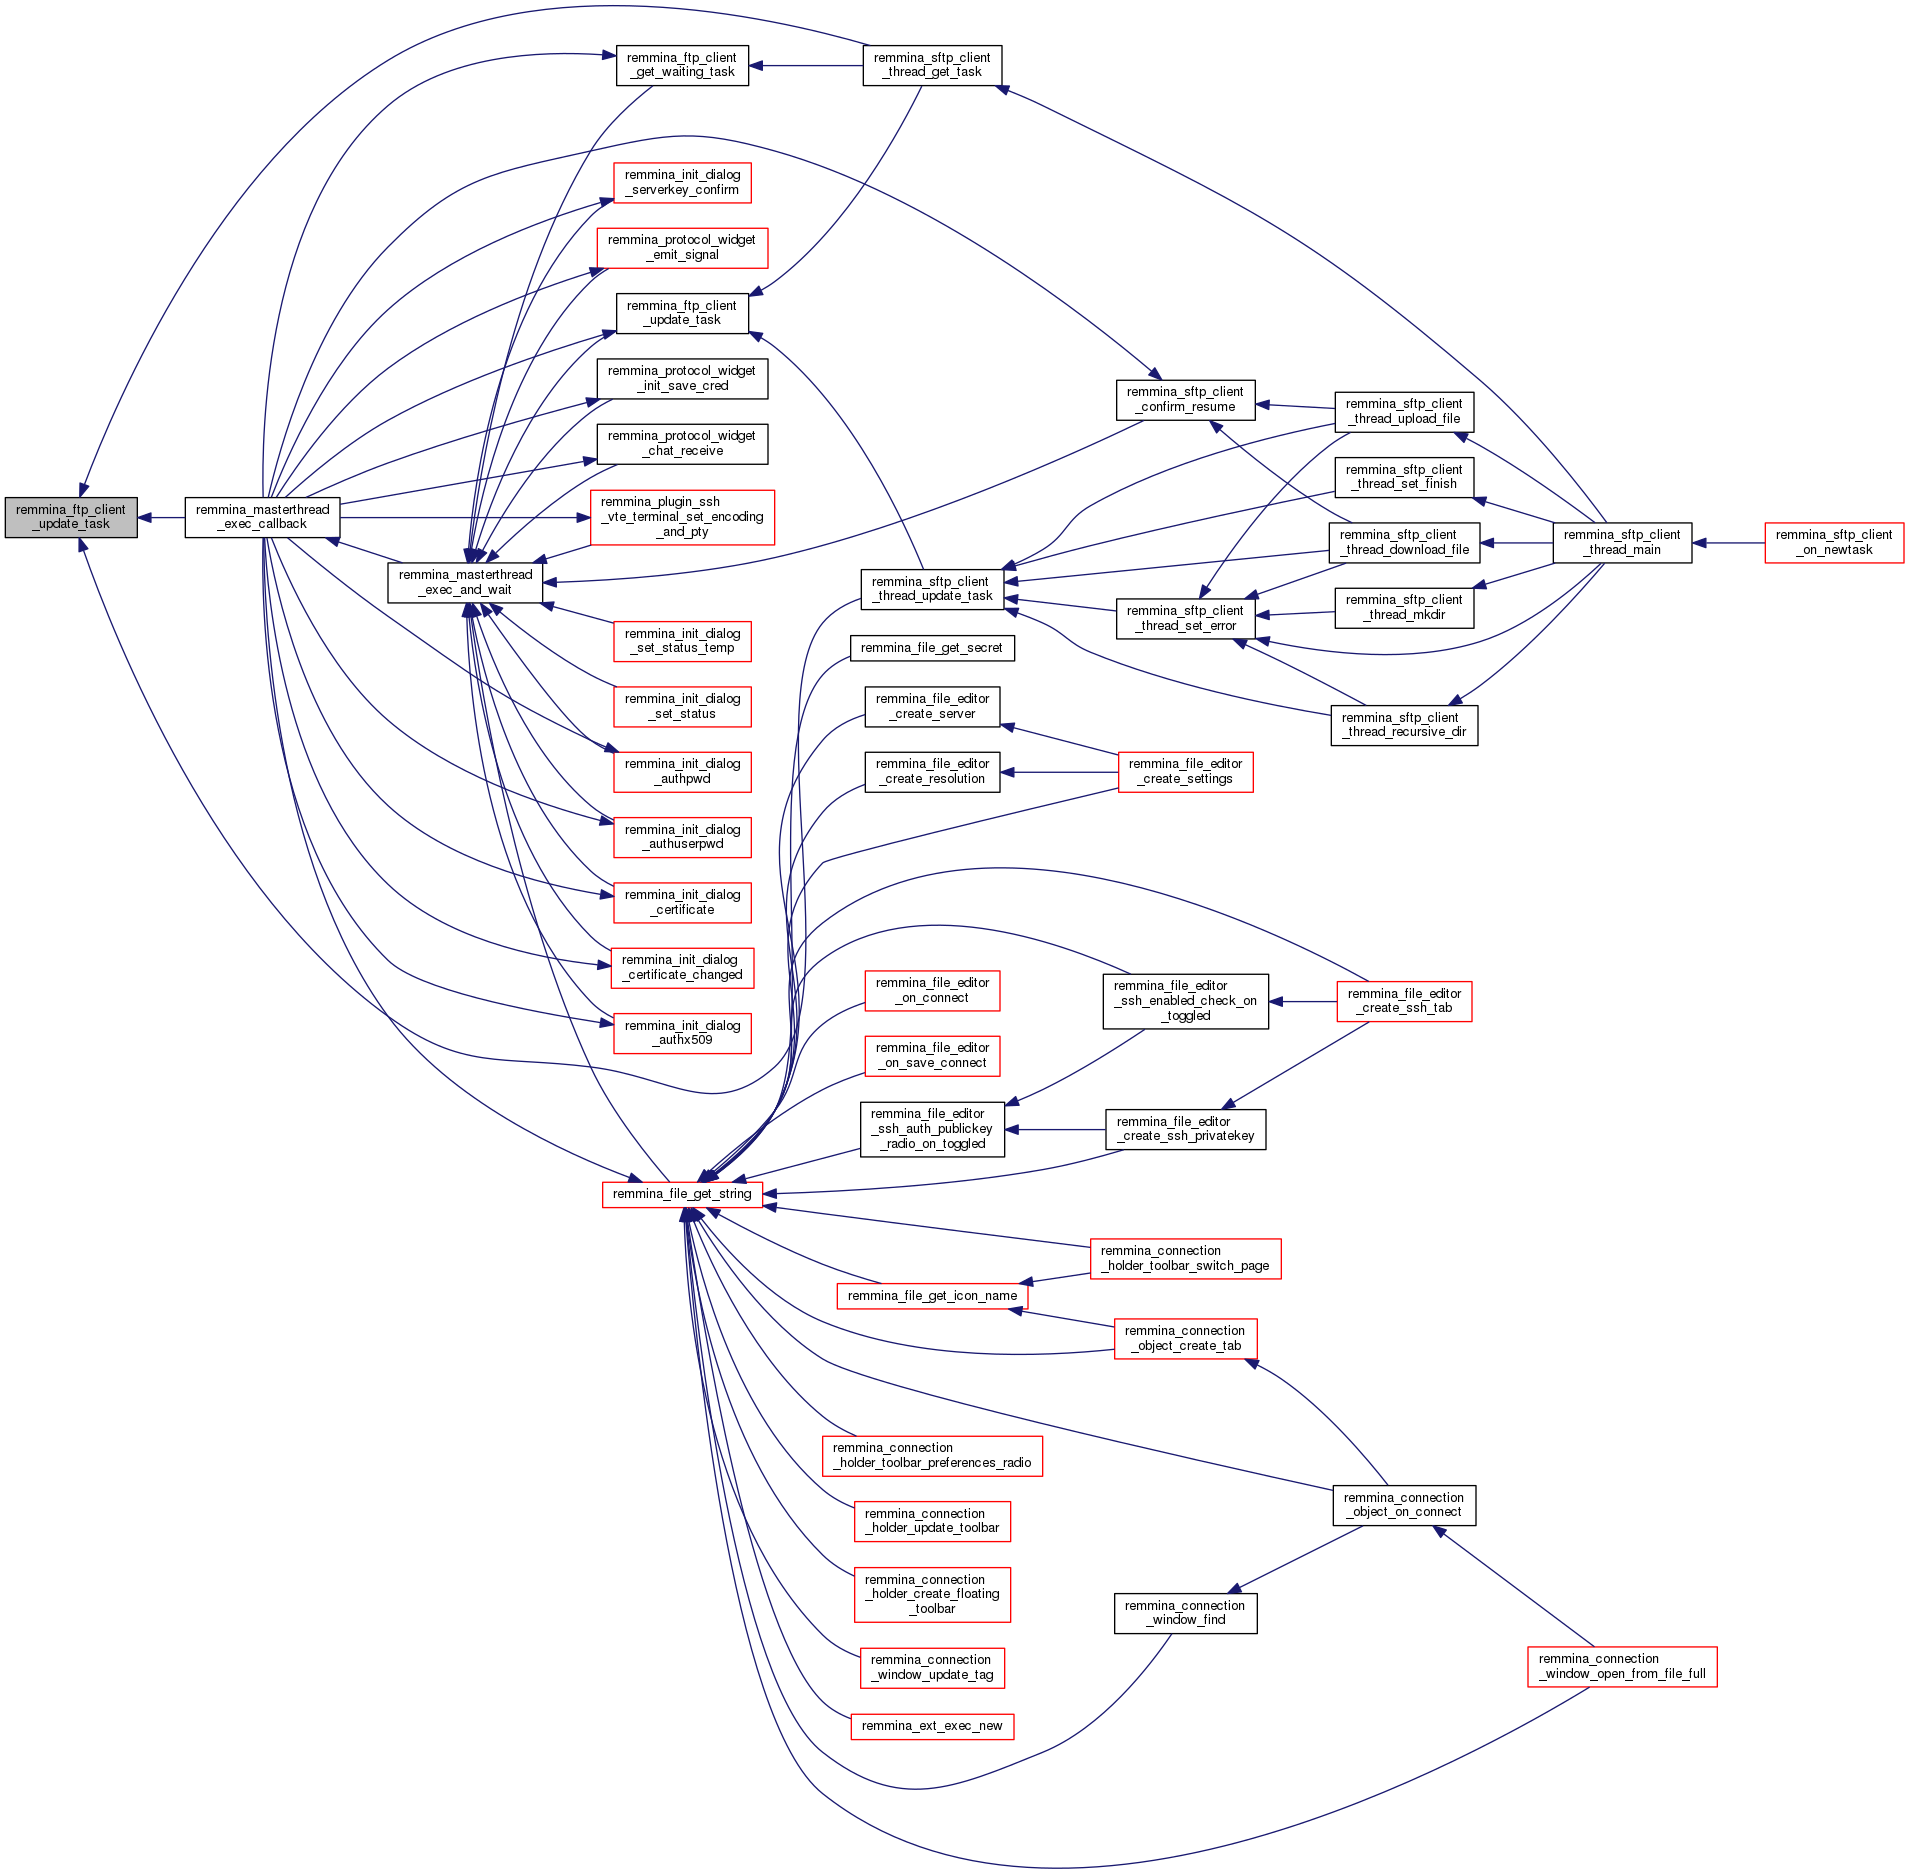 remmina_ftp_client
_update_task
remmina_masterthread
_exec_callback
remmina_masterthread
_exec_and_wait
remmina_ftp_client
_get_waiting_task
remmina_init_dialog
_serverkey_confirm
remmina_protocol_widget
_emit_signal
remmina_ftp_client
_update_task
remmina_protocol_widget
_init_save_cred
remmina_protocol_widget
_chat_receive
remmina_plugin_ssh
_vte_terminal_set_encoding
_and_pty
remmina_init_dialog
_set_status_temp
remmina_init_dialog
_set_status
remmina_init_dialog
_authpwd
remmina_init_dialog
_authuserpwd
remmina_init_dialog
_certificate
remmina_init_dialog
_certificate_changed
remmina_init_dialog
_authx509
remmina_file_get_string
remmina_sftp_client
_thread_get_task
remmina_sftp_client
_thread_update_task
remmina_file_get_secret
remmina_file_editor
_create_server
remmina_file_editor
_create_resolution
remmina_file_editor
_on_connect
remmina_file_editor
_on_save_connect
remmina_file_editor
_ssh_auth_publickey
_radio_on_toggled
remmina_file_get_icon_name
remmina_connection
_holder_toolbar_preferences_radio
remmina_connection
_holder_update_toolbar
remmina_connection
_holder_create_floating
_toolbar
remmina_connection
_window_update_tag
remmina_ext_exec_new
remmina_sftp_client
_confirm_resume
remmina_sftp_client
_thread_set_error
remmina_file_editor
_create_settings
remmina_file_editor
_ssh_enabled_check_on
_toggled
remmina_file_editor
_create_ssh_privatekey
remmina_connection
_holder_toolbar_switch_page
remmina_connection
_object_create_tab
remmina_connection
_window_find
remmina_sftp_client
_thread_upload_file
remmina_sftp_client
_thread_set_finish
remmina_sftp_client
_thread_download_file
remmina_sftp_client
_thread_mkdir
remmina_sftp_client
_thread_recursive_dir
remmina_file_editor
_create_ssh_tab
remmina_connection
_object_on_connect
remmina_sftp_client
_thread_main
remmina_connection
_window_open_from_file_full
remmina_sftp_client
_on_newtask